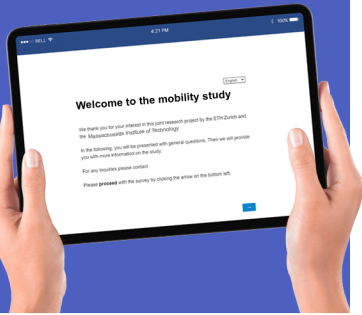 BELL
4:21 PM
100%
English
Welcome to the mobility study
We thank you for your interest in this joint research project by the ETH Zurich and
the Massachusetts Institute of Technology
In the following, you will be presented with general questions. Then we will provide
you with more information on the study.
For any inquiries please contact
Please proceed with the survey by clicking the arrow on the bottom left.